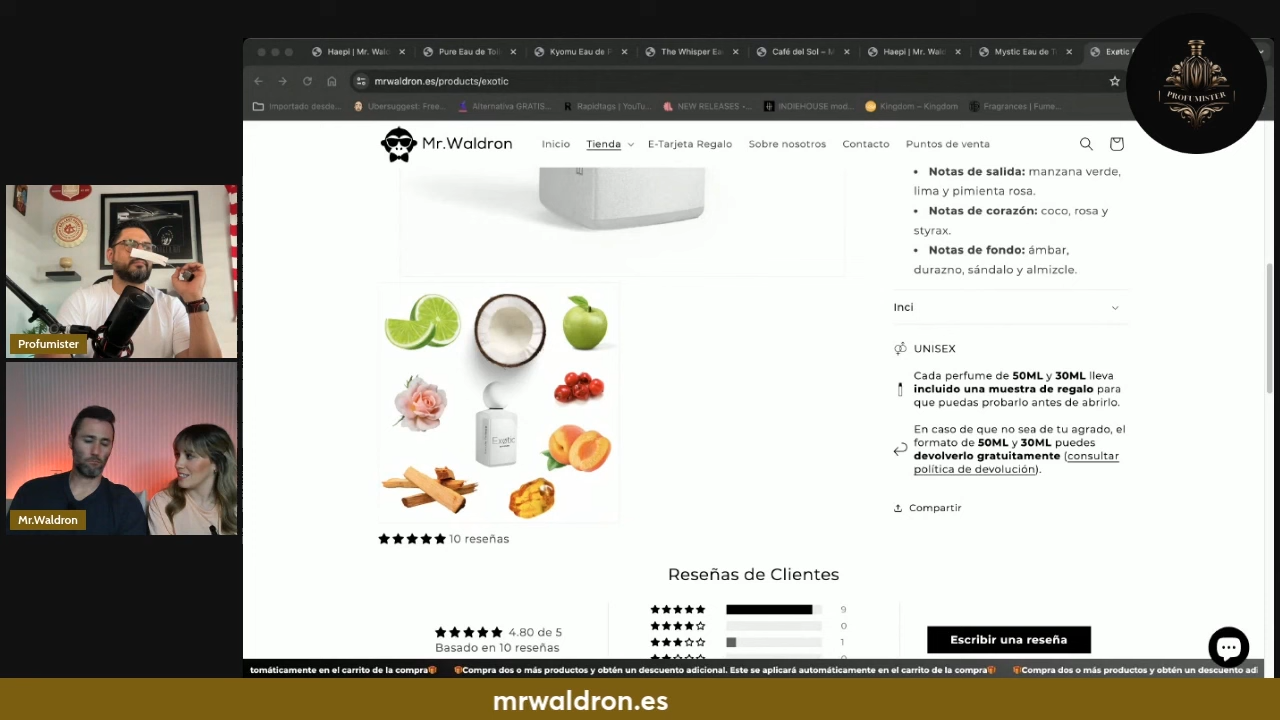 Haepi | Mr. Wal
Pure Eau de Toi
Kyomu Eau de P
The Whisper Ea
Café del Sol – M
Haepi | Mr. Wal
Mystic Eau de T
Exøtic
mrwaldron.es/products/exotic
Importado desde...
Ubersuggest: Free...
Alternativa GRATIS...
Rapidtags | YouTu...
NEW RELEASES -...
INDIEHOUSE mod...
Kingdom – Kingdom
Fragrances | Fume...
PROFUMISTER
Mr.Waldron
Inicio
Tienda
E-Tarjeta Regalo
Sobre nosotros
Contacto
Puntos de venta
• Notas de salida: manzana verde,
lima y pimienta rosa.
• Notas de corazón: coco, rosa y
styrax.
• Notas de fondo: ámbar,
durazno, sándalo y almizcle.
Inci
UNISEX
Cada perfume de 50ML y 30ML lleva
incluido una muestra de regalo para
que puedas probarlo antes de abrirlo.
En caso de que no sea de tu agrado, el
formato de 50ML y 30ML puedes
devolverlo gratuitamente (consultar
política de devolución).
Compartir
Exøtic
Profumister
Mr.Waldron
10 reseñas
Reseñas de Clientes
4.80 de 5
Basado en 10 reseñas
9
0
1
0
Escribir una reseña
tomáticamente en el carrito de la compra🎁 🎁Compra dos o más productos y obtén un descuento adicional. Este se aplicará automáticamente en el carrito de la compra🎁 🎁Compra dos o más productos y obtén un descuento adi
mrwaldron.es